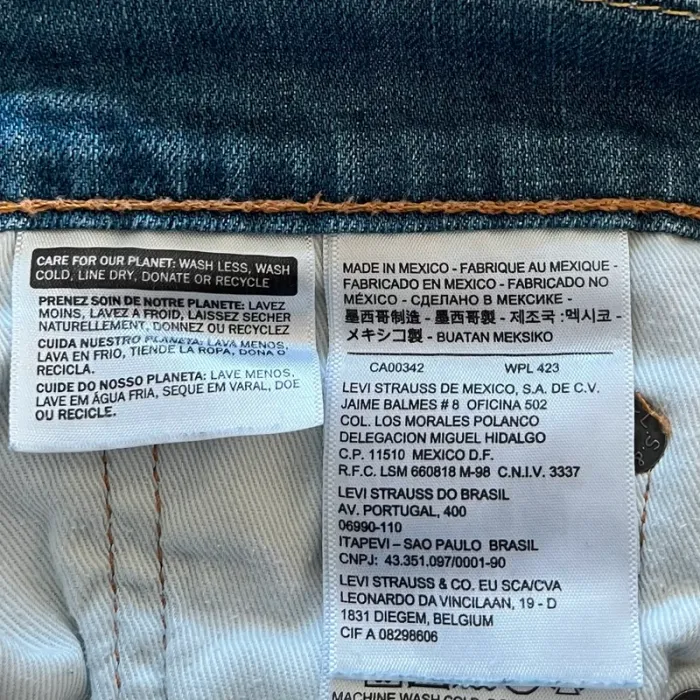 CARE FOR OUR PLANET: WASH LESS, WASH
COLD, LINE DRY, DONATE OR RECYCLE
PRENEZ SOIN DE NOTRE PLANETE: LAVEZ
MOINS, LAVEZ A FROID, LAISSEZ SECHER
NATURELLEMENT, DONNEZ OU RECYCLEZ
CUIDA NUESTRO PLANETA: LAVA MENOS,
LAVA EN FRIO, TIENDE LA ROPA, DONA O
RECICLA.
CUIDE DO NOSSO PLANETA: LAVE MENOS,
LAVE EM ÁGUA FRIA, SEQUE EM VARAL, DOE
OU RECICLE.
MADE IN MEXICO - FABRIQUE AU MEXIQUE -
FABRICADO EN MEXICO - FABRICADO NO
MÉXICO - СДЕЛАНО В МЕКСИКЕ -
墨西哥制造 - 墨西哥製 - 제조국 :멕시코 -
メキシコ製 - BUATAN MEKSIKO
CA00342 WPL 423
LEVI STRAUSS DE MEXICO, S.A. DE C.V.
JAIME BALMES # 8 OFICINA 502
COL. LOS MORALES POLANCO
DELEGACION MIGUEL HIDALGO
C.P. 11510 MEXICO D.F.
R.F.C. LSM 660818 M-98 C.N.I.V. 3337
LEVI STRAUSS DO BRASIL
AV. PORTUGAL, 400
06990-110
ITAPEVI – SAO PAULO BRASIL
CNPJ: 43.351.097/0001-90
LEVI STRAUSS & CO. EU SCA/CVA
LEONARDO DA VINCILAAN, 19 - D
1831 DIEGEM, BELGIUM
CIF A 08298606
MACHINE WASH COLD